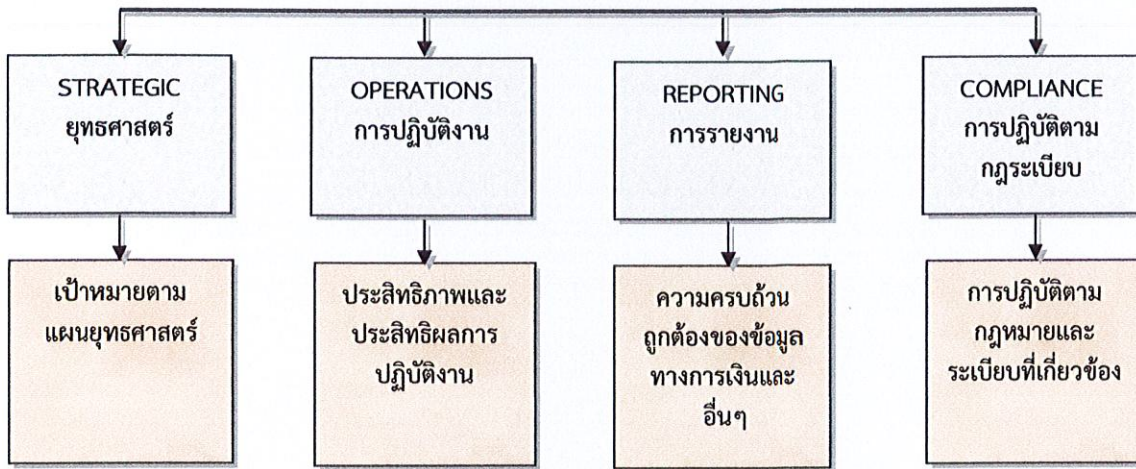 STRATEGIC
ยุทธศาสตร์
OPERATIONS
การปฏิบัติงาน
REPORTING
การรายงาน
COMPLIANCE
การปฏิบัติตาม
กฎระเบียบ
เป้าหมายตาม
แผนยุทธศาสตร์
ประสิทธิภาพและ
ประสิทธิผลการ
ปฏิบัติงาน
ความครบถ้วน
ถูกต้องของข้อมูล
ทางการเงินและ
อื่นๆ
การปฏิบัติตาม
กฎหมายและ
ระเบียบที่เกี่ยวข้อง